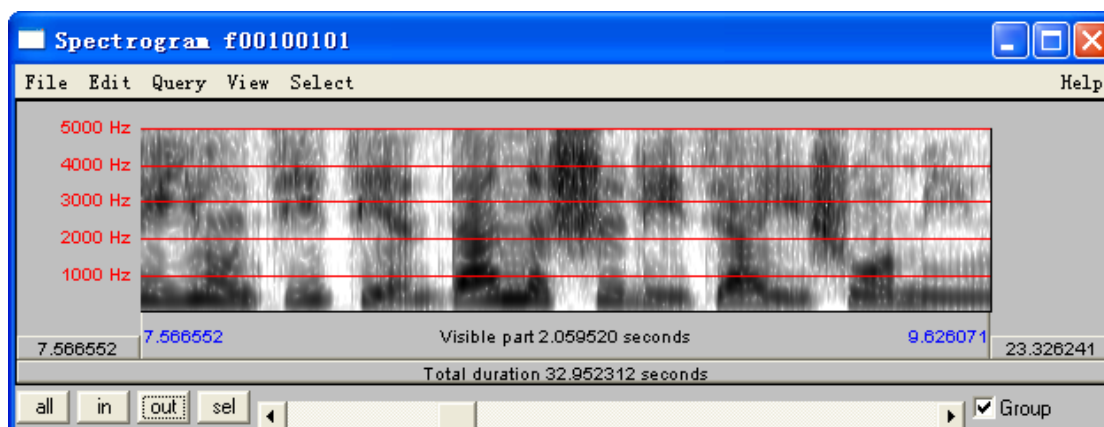 Spectrogram f00100101
File Edit Query View Select Help
5000 Hz
4000 Hz
3000 Hz
2000 Hz
1000 Hz
7.566552 7.566552 Visible part 2.059520 seconds 9.626071 23.326241
Total duration 32.952312 seconds
all in out sel Group